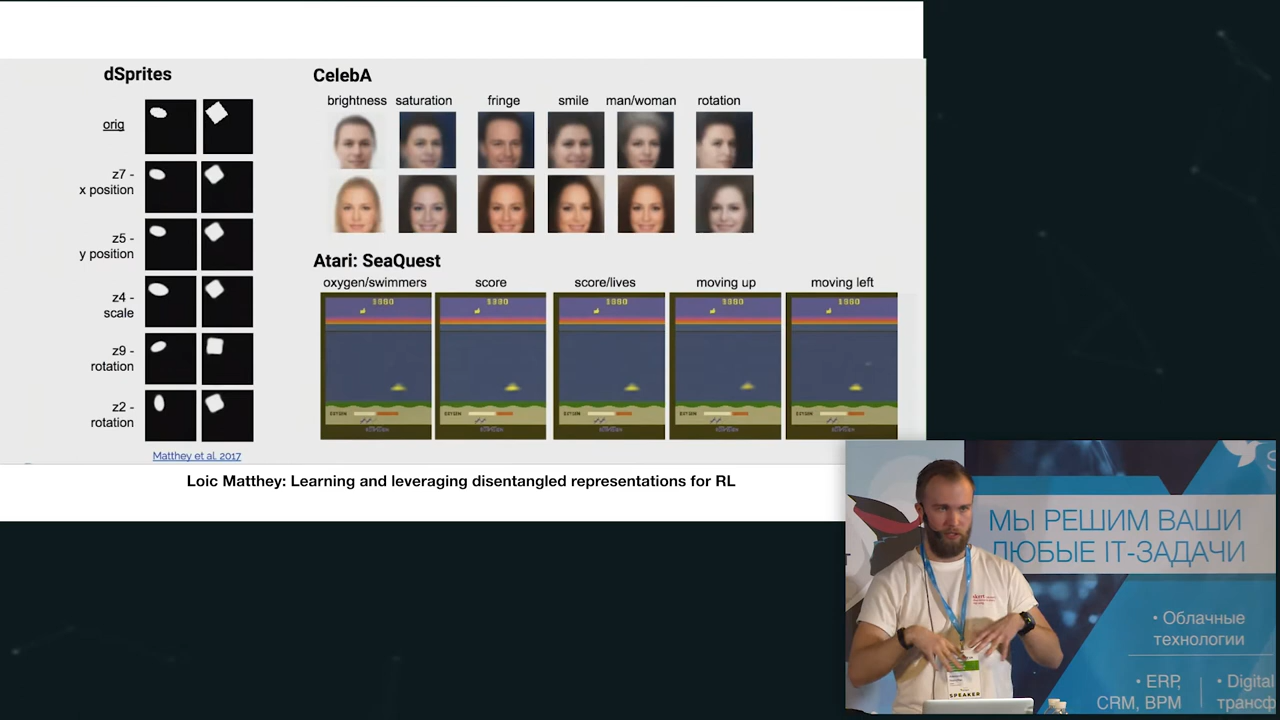 dSprites
orig
z7 -
x position
z5 -
y position
z4 -
scale
z9 -
rotation
z2 -
rotation
Matthey et al. 2017
CelebA
brightness saturation fringe smile man/woman rotation
Atari: SeaQuest
oxygen/swimmers score score/lives moving up moving left
Loic Matthey: Learning and leveraging disentangled representations for RL
МЫ РЕШИМ ВАШИ
ЛЮБЫЕ IT-ЗАДАЧИ
• Облачные
технологии
• ERP,
CRM, BPM
• Digital
трансф
SPEAKER